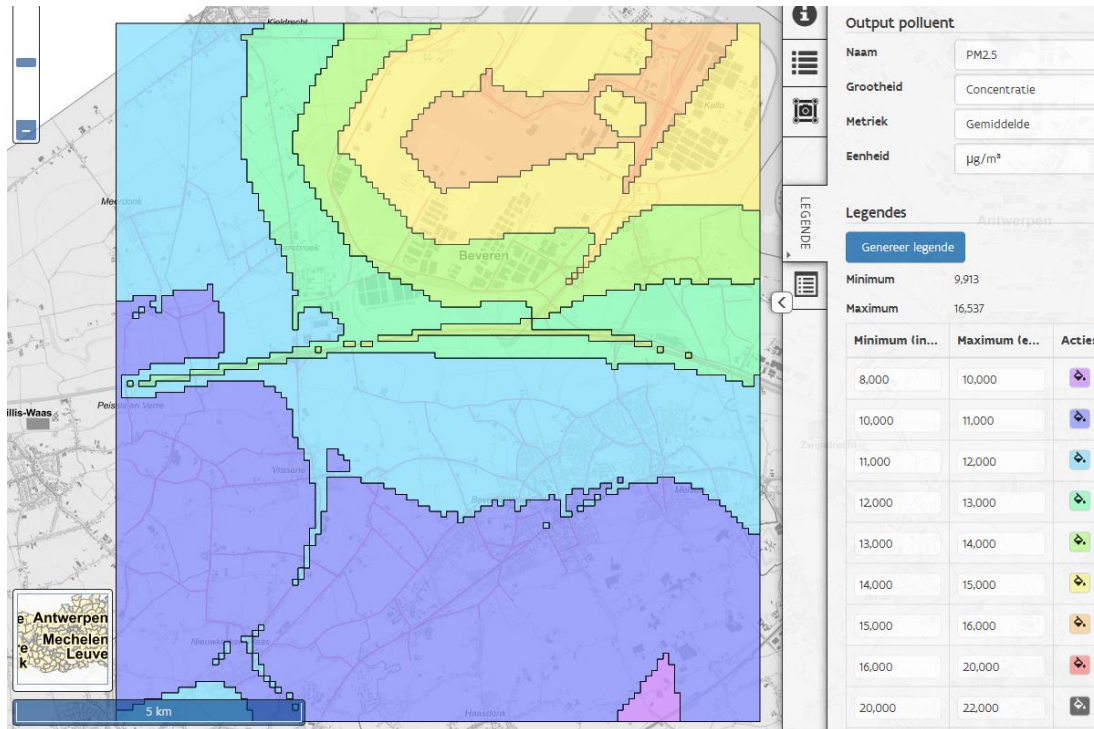 Kieldrecht
Kallo
Meerdonk
Beveren
illis-Waas
Vrasene
Haasdonk
Antwerpen
Mechelen
Leuve
k
5 km
LEGENDE
Output polluent
Naam PM2.5
Grootheid Concentratie
Metriek Gemiddelde
Eenheid µg/m³
Legendes
Antwerpen
Genereer legende
Minimum 9,913
Maximum 16,537
Minimum (in... Maximum (e... Acties
8,000 10,000
10,000 11,000
11,000 12,000
12,000 13,000
13,000 14,000
14,000 15,000
15,000 16,000
16,000 20,000
20,000 22,000